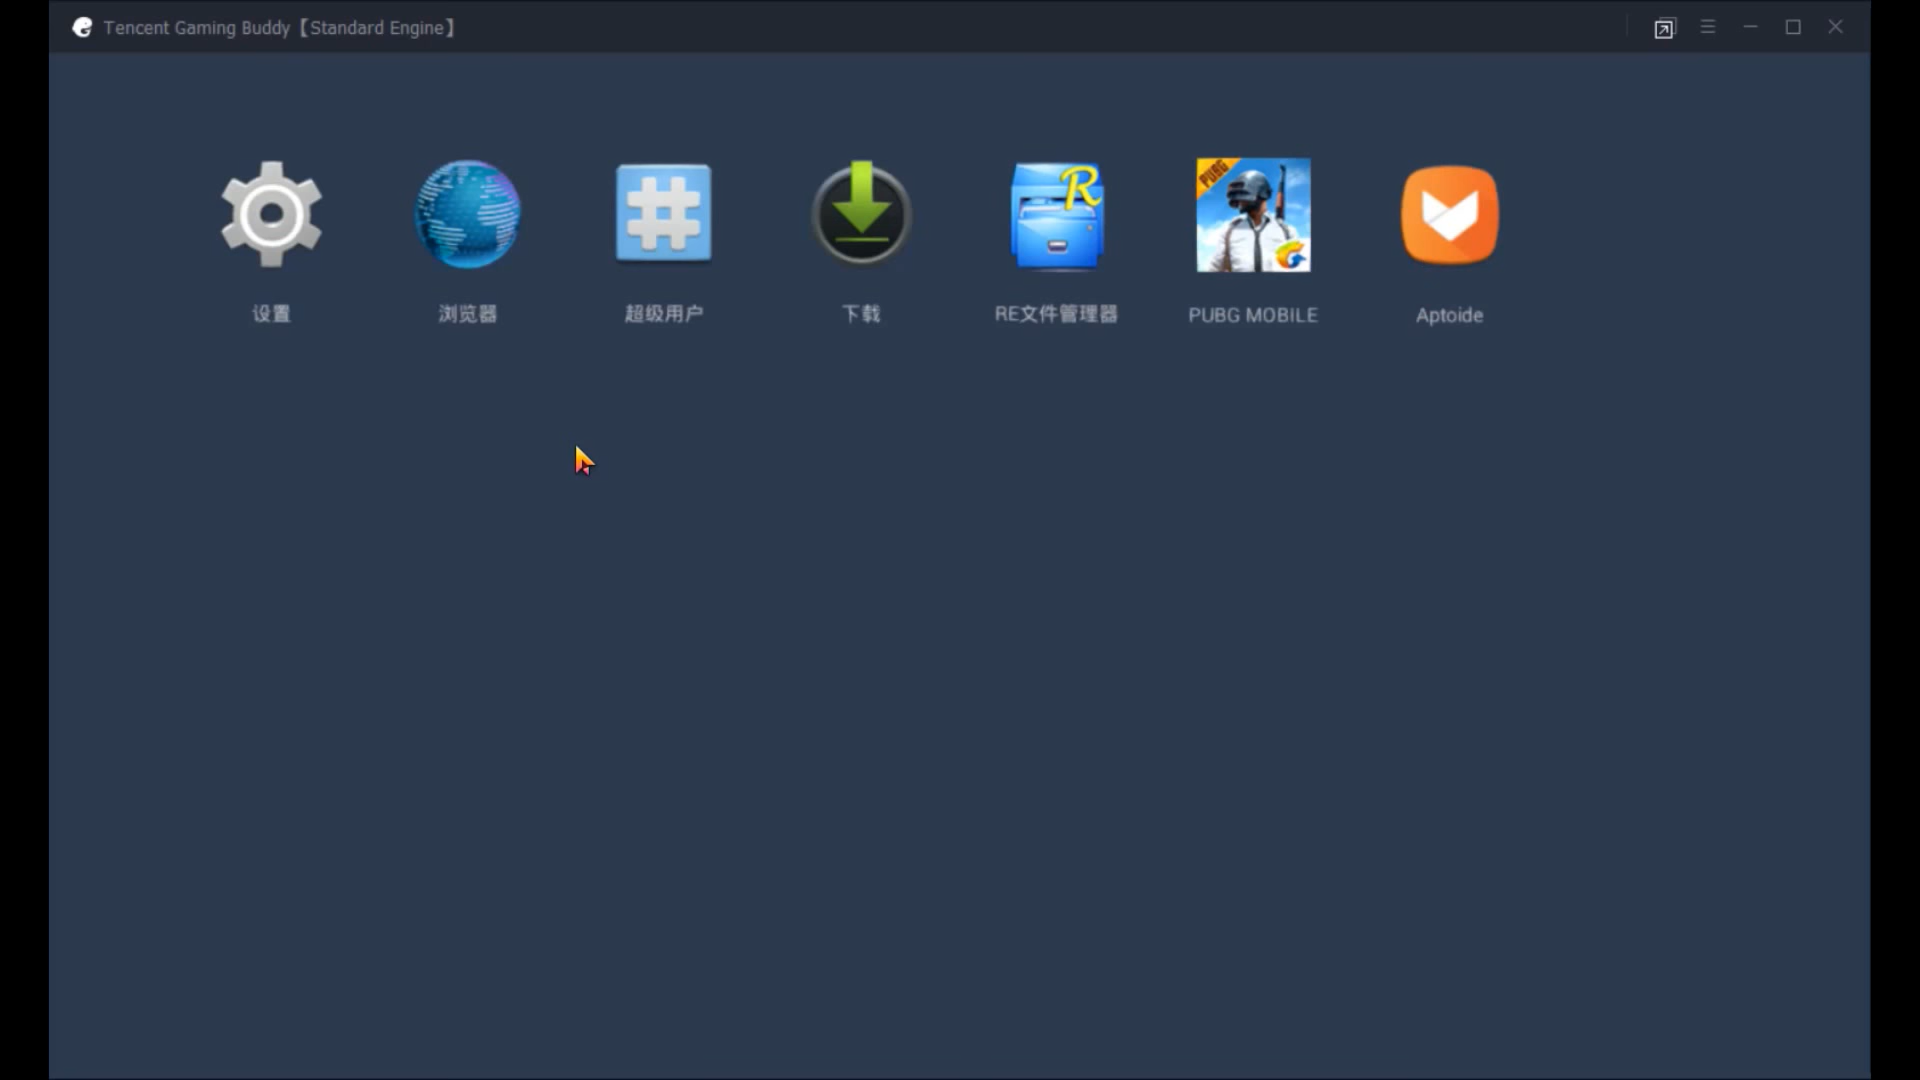 Tencent Gaming Buddy【Standard Engine】
设置 浏览器 超级用户 下载 RE文件管理器 PUBG MOBILE Aptoide
R
PUBG